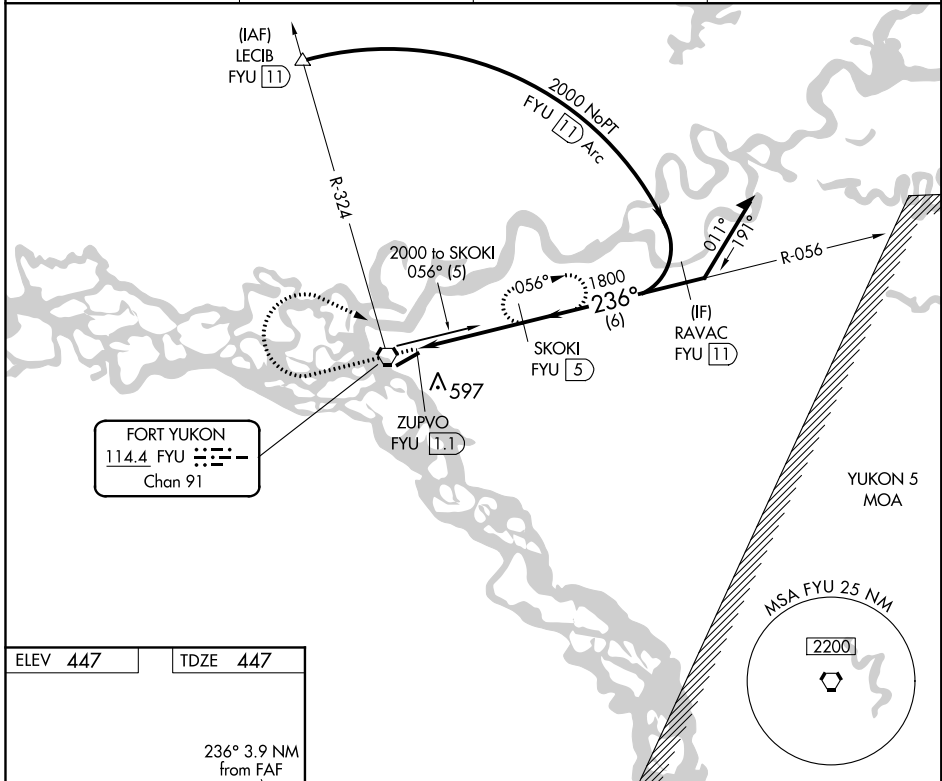 (IAF)
LECIB
FYU 11
2000 NoPT
FYU 11 Arc
R-324
2000 to SKOKI
056° (5)
056°
1800
236°
(6)
011°
191°
R-056
(IF)
RAVAC
FYU 11
SKOKI
FYU 5
597
ZUPVO
FYU 1.1
FORT YUKON
114.4 FYU
Chan 91
YUKON 5
MOA
MSA FYU 25 NM
2200
ELEV 447
TDZE 447
236° 3.9 NM
from FAF